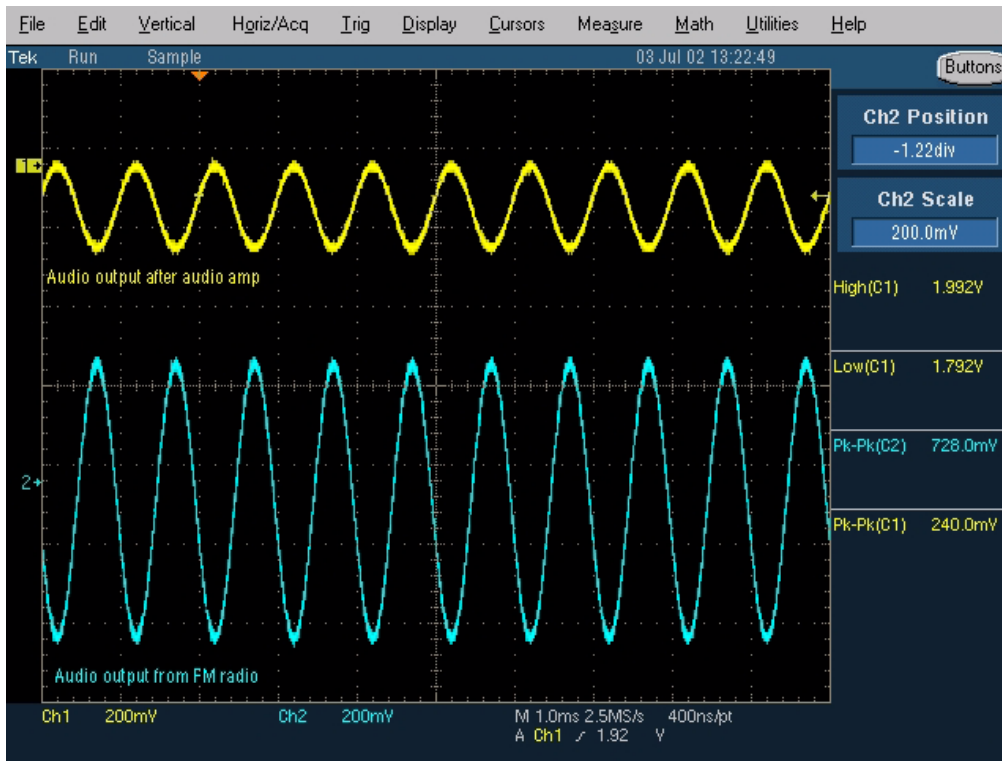 File Edit Vertical Horiz/Acq Trig Display Cursors Measure Math Utilities Help
Tek Run Sample 03 Jul 02 13:22:49
Buttons
Ch2 Position
-1.22div
Ch2 Scale
200.0mV
1
Audio output after audio amp
High(C1) 1.992V
Low(C1) 1.792V
Pk-Pk(C2) 728.0mV
2
Pk-Pk(C1) 240.0mV
Audio output from FM radio
Ch1 200mV Ch2 200mV M 1.0ms 2.5MS/s 400ns/pt
A Ch1 1.92 V